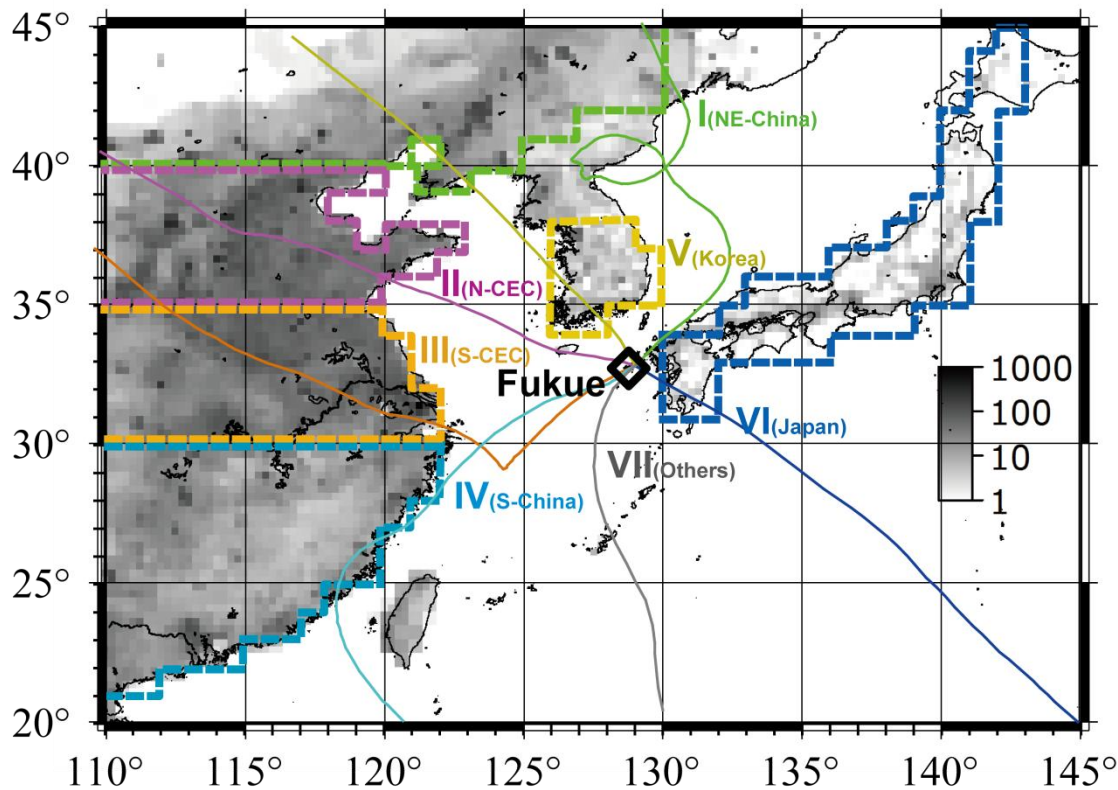 45°
40°
35°
30°
25°
20°
I(NE-China)
V(Korea)
II(N-CEC)
III(S-CEC)
Fukue
VI(Japan)
VII(Others)
IV(S-China)
1000
100
10
1
110° 115° 120° 125° 130° 135° 140° 145°